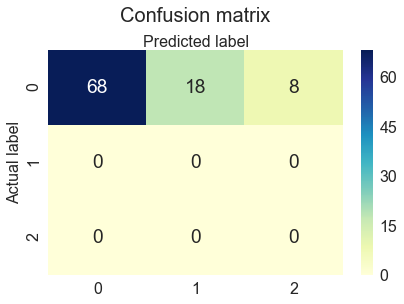 Confusion matrix
Predicted label
Actual label
0 68 18 8
1 0 0 0
2 0 0 0
0 1 2
60
45
30
15
0